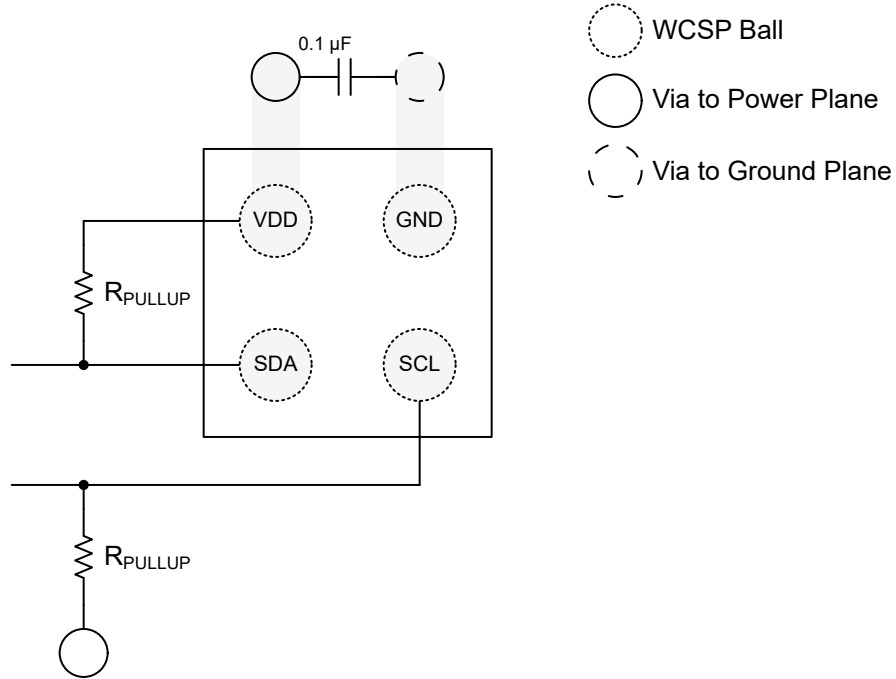 0.1 µF
WCSP Ball
Via to Power Plane
Via to Ground Plane
VDD
GND
RPULLUP
SDA
SCL
RPULLUP